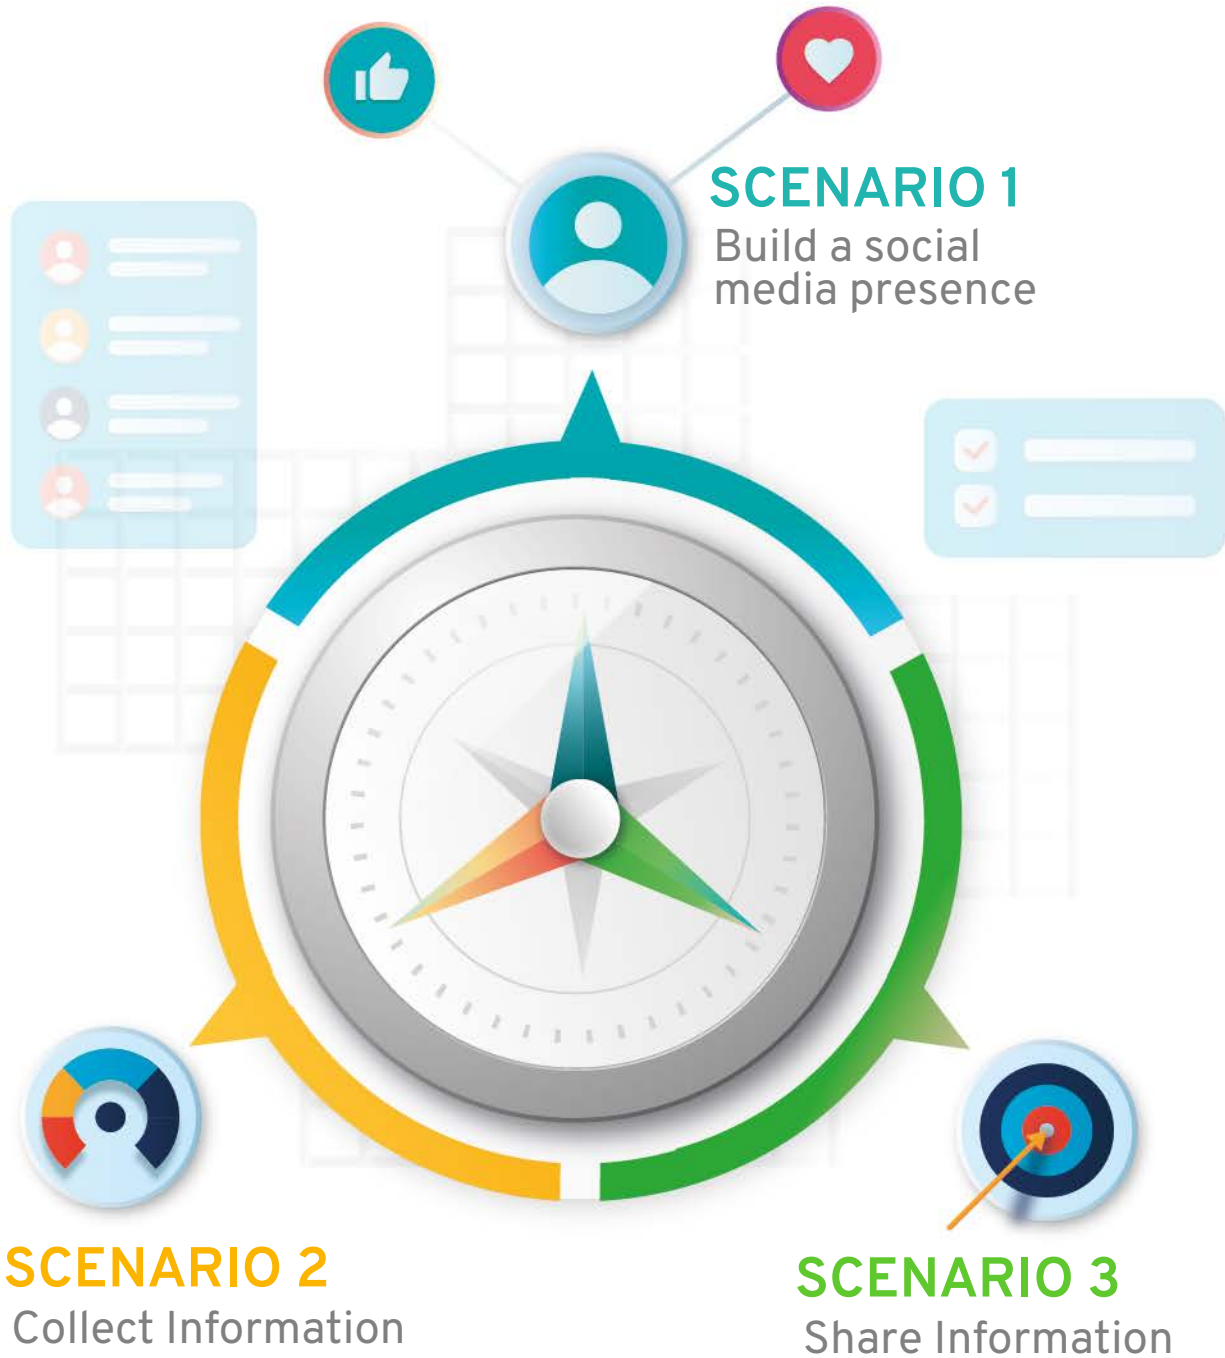 SCENARIO 1
Build a social
media presence
SCENARIO 2
Collect Information
SCENARIO 3
Share Information